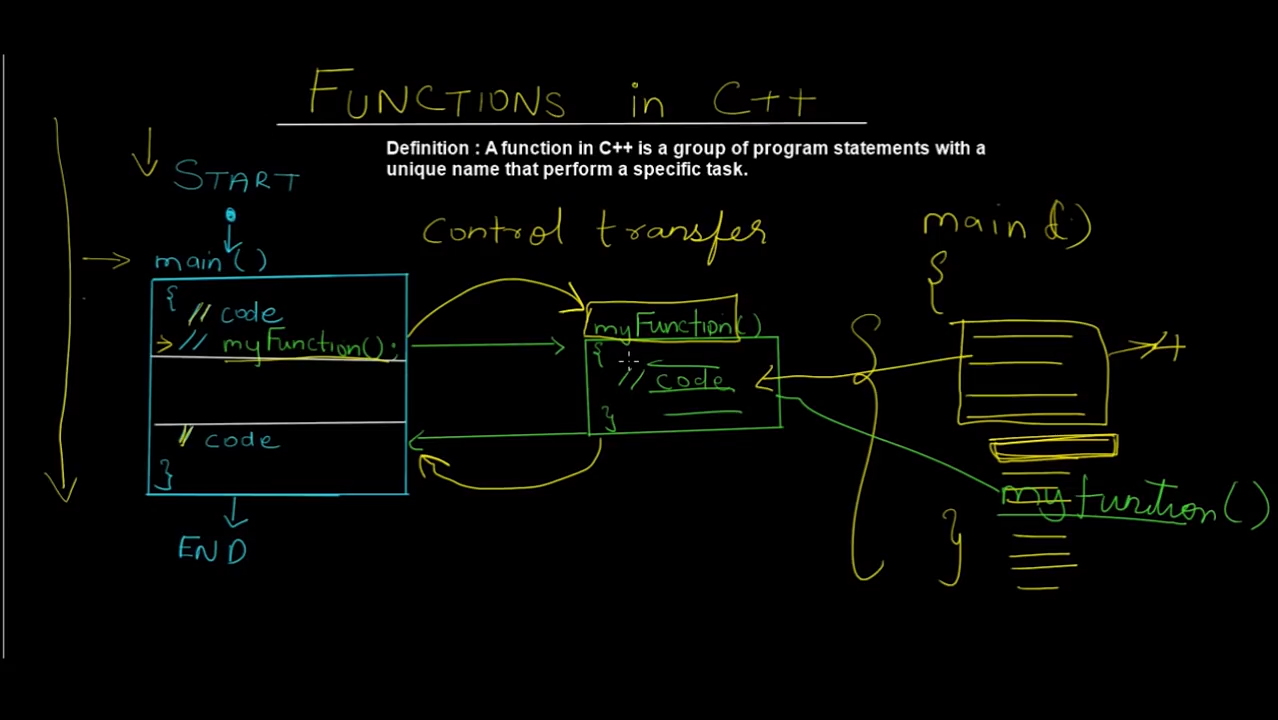 FUNCTIONS in C++
Definition : A function in C++ is a group of program statements with a
unique name that perform a specific task.
START
main()
{
// code
// myFunction();
// code
}
END
control transfer
myFunction()
{
// code
}
main()
{
myfunction()
}